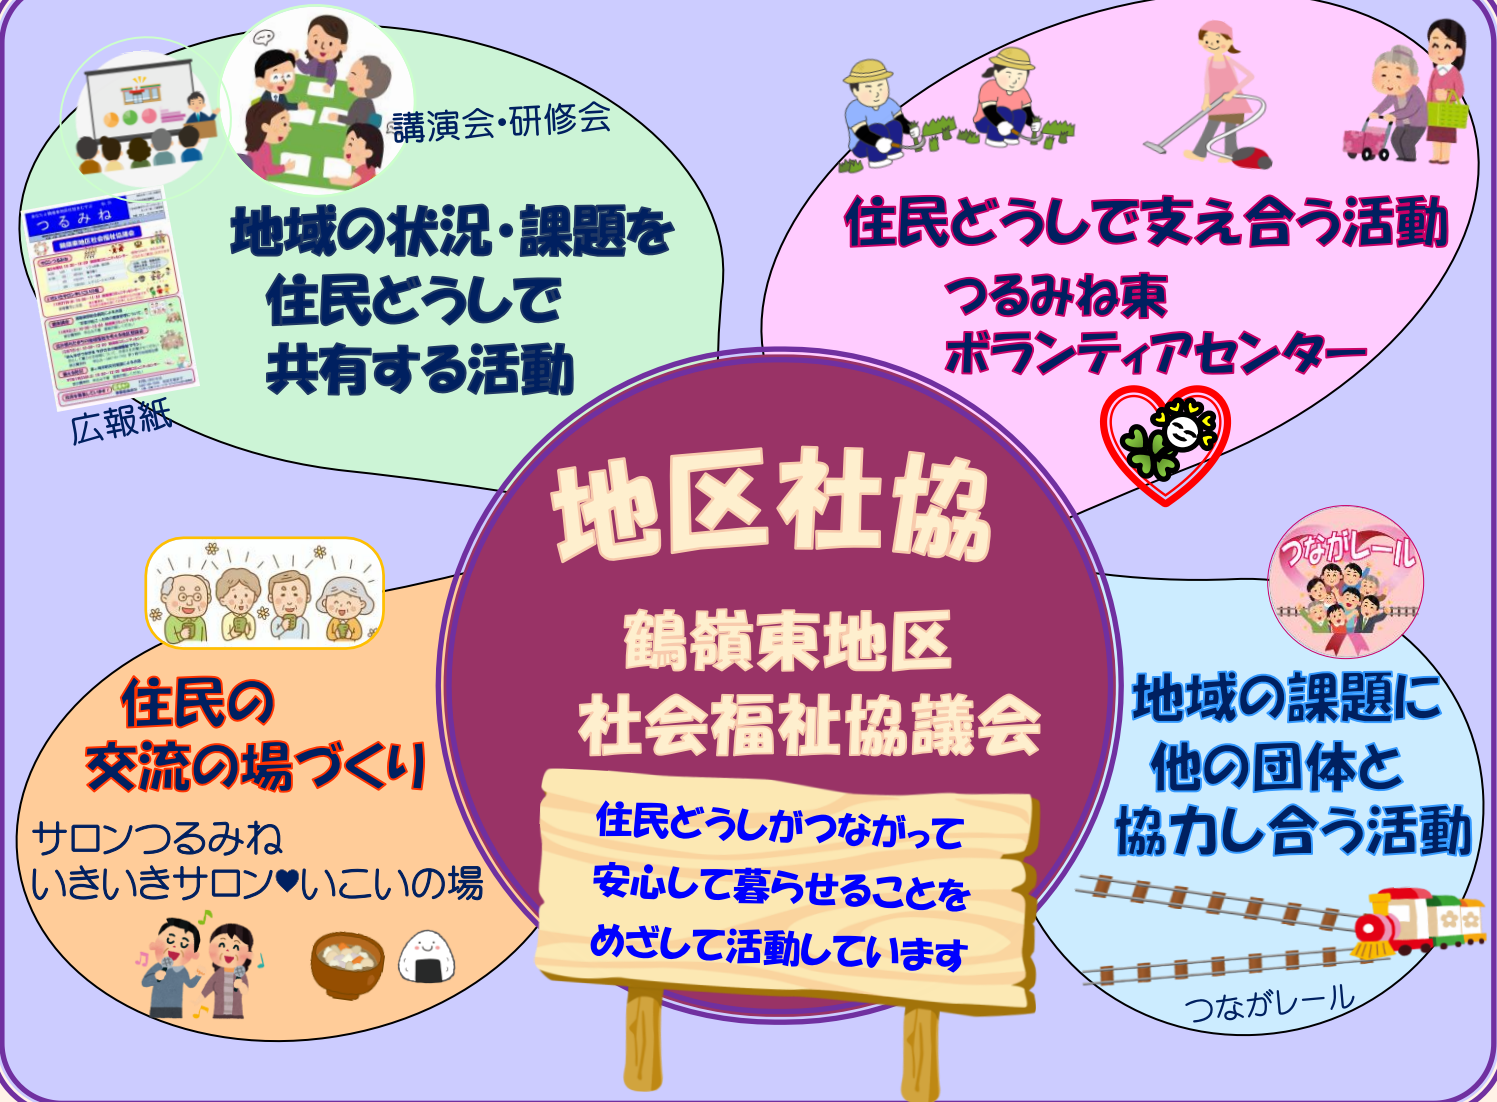 講演会・研修会
つるみね
地域の状況・課題を
住民どうしで
共有する活動
広報紙
住民どうしで支え合う活動
つるみね東
ボランティアセンター
地区社協
鶴嶺東地区
社会福祉協議会
住民どうしがつながって
安心して暮らせることを
めざして活動しています
住民の
交流の場づくり
サロンつるみね
いきいきサロン♥いこいの場
つながレール
地域の課題に
他の団体と
協力し合う活動
つながレール